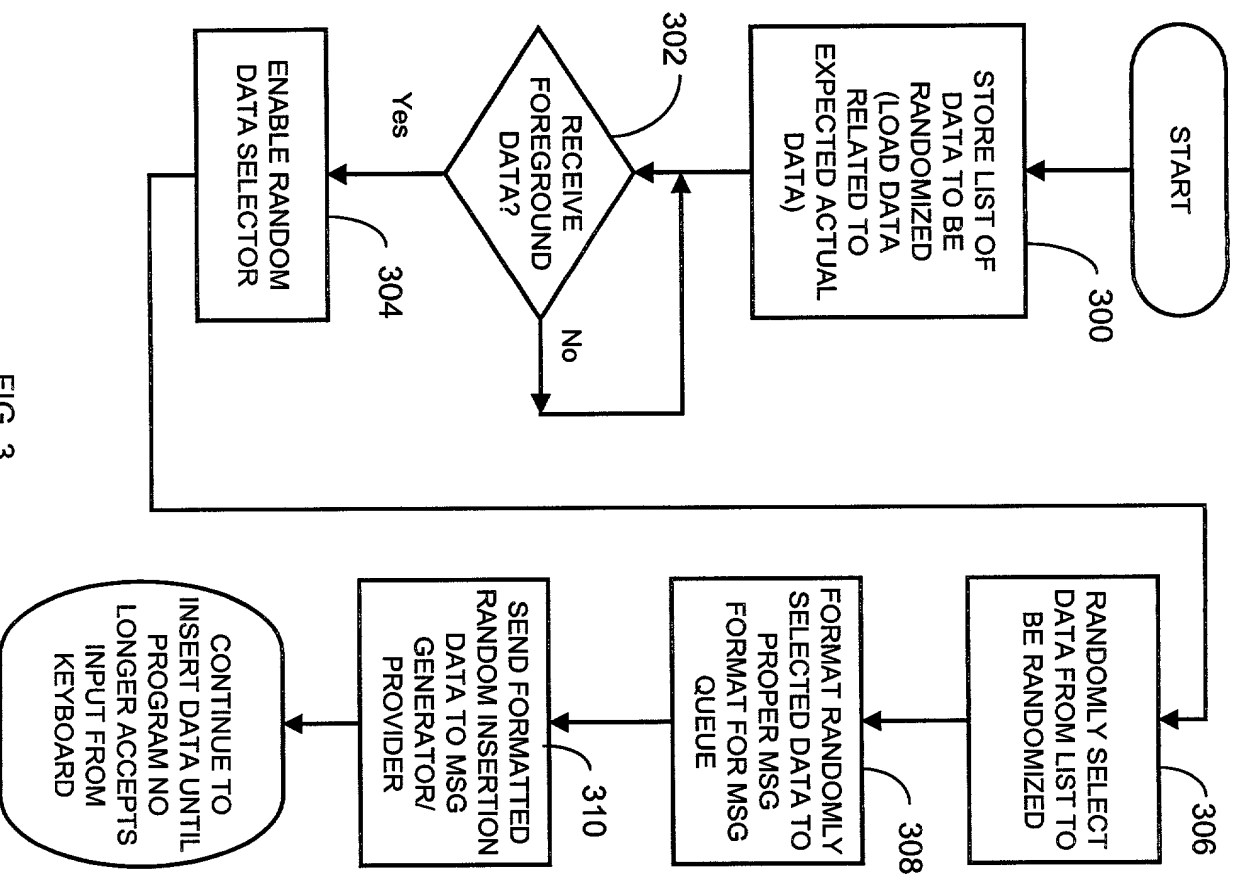 START
STORE LIST OF
DATA TO BE
RANDOMIZED
(LOAD DATA
RELATED TO
EXPECTED ACTUAL
DATA)
300
RECEIVE
FOREGROUND
DATA?
302
No
Yes
ENABLE RANDOM
DATA SELECTOR
304
RANDOMLY SELECT
DATA FROM LIST TO
BE RANDOMIZED
306
FORMAT RANDOMLY
SELECTED DATA TO
PROPER MSG
FORMAT FOR MSG
QUEUE
308
SEND FORMATTED
RANDOM INSERTION
DATA TO MSG
GENERATOR/
PROVIDER
310
CONTINUE TO
INSERT DATA UNTIL
PROGRAM NO
LONGER ACCEPTS
INPUT FROM
KEYBOARD
FIG. 3